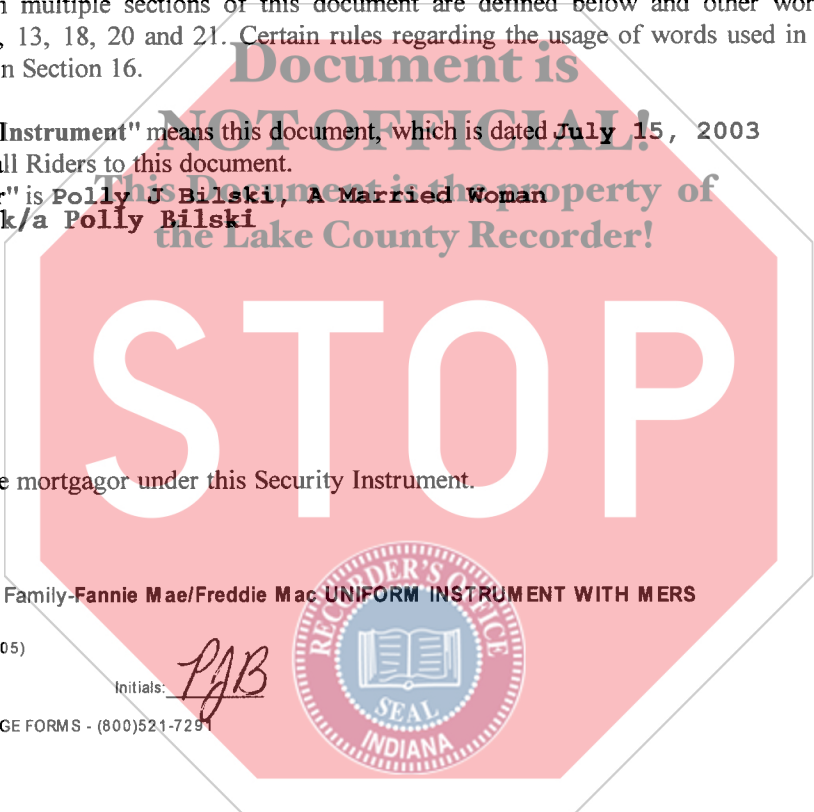 multiple sections of this document are defined below and other wor
, 13, 18, 20 and 21. Certain rules regarding the usage of words used in
n Section 16.
Document is
NOT OFFICIAL!
Instrument" means this document, which is dated July 15, 2003
all Riders to this document.
This Document is the property of
" is Polly J Bilski, A Married Woman
k/a Polly Bilski
the Lake County Recorder!
STOP
e mortgagor under this Security Instrument.
Family-Fannie Mae/Freddie Mac UNIFORM INSTRUMENT WITH MERS
05)
Initials: PJB
GE FORMS - (800)521-7291
RECORDER'S OFFICE
SEAL
INDIANA